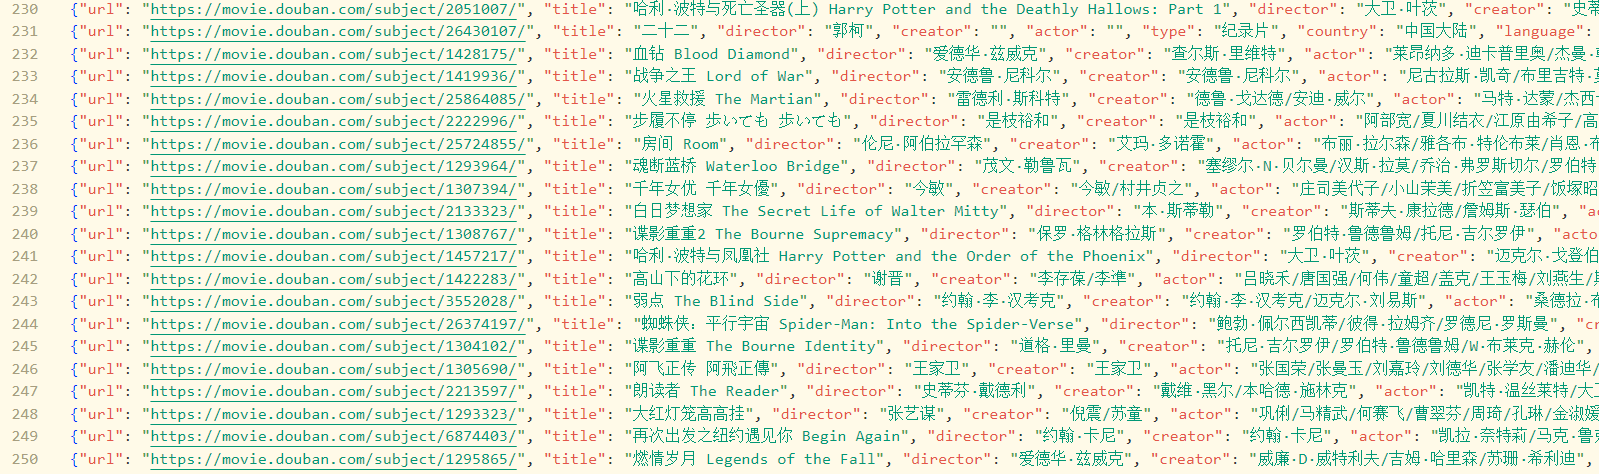 230 {"url": "https://movie.douban.com/subject/2051007/", "title": "哈利·波特与死亡圣器(上) Harry Potter and the Deathly Hallows: Part 1", "director": "大卫·叶茨", "creator": "史蒂
231 {"url": "https://movie.douban.com/subject/26430107/", "title": "二十二", "director": "郭柯", "creator": "", "actor": "", "type": "纪录片", "country": "中国大陆", "language":
232 {"url": "https://movie.douban.com/subject/1428175/", "title": "血钻 Blood Diamond", "director": "爱德华·兹威克", "creator": "查尔斯·里维特", "actor": "莱昂纳多·迪卡普里奥/杰曼·
233 {"url": "https://movie.douban.com/subject/1419936/", "title": "战争之王 Lord of War", "director": "安德鲁·尼科尔", "creator": "安德鲁·尼科尔", "actor": "尼古拉斯·凯奇/布里吉特·
234 {"url": "https://movie.douban.com/subject/25864085/", "title": "火星救援 The Martian", "director": "雷德利·斯科特", "creator": "德鲁·戈达德/安迪·威尔", "actor": "马特·达蒙/杰西
235 {"url": "https://movie.douban.com/subject/2222996/", "title": "步履不停 歩いても 歩いても", "director": "是枝裕和", "creator": "是枝裕和", "actor": "阿部宽/夏川结衣/江原由希子/高
236 {"url": "https://movie.douban.com/subject/25724855/", "title": "房间 Room", "director": "伦尼·阿伯拉罕森", "creator": "艾玛·多诺霍", "actor": "布丽·拉尔森/雅各布·特伦布莱/肖恩·
237 {"url": "https://movie.douban.com/subject/1293964/", "title": "魂断蓝桥 Waterloo Bridge", "director": "茂文·勒鲁瓦", "creator": "塞缪尔·N·贝尔曼/汉斯·拉莫/乔治·弗罗斯切尔/罗伯特
238 {"url": "https://movie.douban.com/subject/1307394/", "title": "千年女优 千年女優", "director": "今敏", "creator": "今敏/村井贞之", "actor": "庄司美代子/小山茉美/折笠富美子/饭塚昭
239 {"url": "https://movie.douban.com/subject/2133323/", "title": "白日梦想家 The Secret Life of Walter Mitty", "director": "本·斯蒂勒", "creator": "斯蒂夫·康拉德/詹姆斯·瑟伯", "ac
240 {"url": "https://movie.douban.com/subject/1308767/", "title": "谍影重重2 The Bourne Supremacy", "director": "保罗·格林格拉斯", "creator": "罗伯特·鲁德鲁姆/托尼·吉尔罗伊", "acto
241 {"url": "https://movie.douban.com/subject/1457217/", "title": "哈利·波特与凤凰社 Harry Potter and the Order of the Phoenix", "director": "大卫·叶茨", "creator": "迈克尔·戈登伯
242 {"url": "https://movie.douban.com/subject/1422283/", "title": "高山下的花环", "director": "谢晋", "creator": "李存葆/李準", "actor": "吕晓禾/唐国强/何伟/童超/盖克/王玉梅/刘燕生/
243 {"url": "https://movie.douban.com/subject/3552028/", "title": "弱点 The Blind Side", "director": "约翰·李·汉考克", "creator": "约翰·李·汉考克/迈克尔·刘易斯", "actor": "桑德拉·
244 {"url": "https://movie.douban.com/subject/26374197/", "title": "蜘蛛侠：平行宇宙 Spider-Man: Into the Spider-Verse", "director": "鲍勃·佩尔西凯蒂/彼得·拉姆齐/罗德尼·罗斯曼", "cr
245 {"url": "https://movie.douban.com/subject/1304102/", "title": "谍影重重 The Bourne Identity", "director": "道格·里曼", "creator": "托尼·吉尔罗伊/罗伯特·鲁德鲁姆/W·布莱克·赫伦",
246 {"url": "https://movie.douban.com/subject/1305690/", "title": "阿飞正传 阿飛正傳", "director": "王家卫", "creator": "王家卫", "actor": "张国荣/张曼玉/刘嘉玲/刘德华/张学友/潘迪华/
247 {"url": "https://movie.douban.com/subject/2213597/", "title": "朗读者 The Reader", "director": "史蒂芬·戴德利", "creator": "戴维·黑尔/本哈德·施林克", "actor": "凯特·温丝莱特/大卫
248 {"url": "https://movie.douban.com/subject/1293323/", "title": "大红灯笼高高挂", "director": "张艺谋", "creator": "倪震/苏童", "actor": "巩俐/马精武/何赛飞/曹翠芬/周琦/孔琳/金淑媛
249 {"url": "https://movie.douban.com/subject/6874403/", "title": "再次出发之纽约遇见你 Begin Again", "director": "约翰·卡尼", "creator": "约翰·卡尼", "actor": "凯拉·奈特莉/马克·鲁
250 {"url": "https://movie.douban.com/subject/1295865/", "title": "燃情岁月 Legends of the Fall", "director": "爱德华·兹威克", "creator": "威廉·D·威特利夫/吉姆·哈里森/苏珊·希利迪",